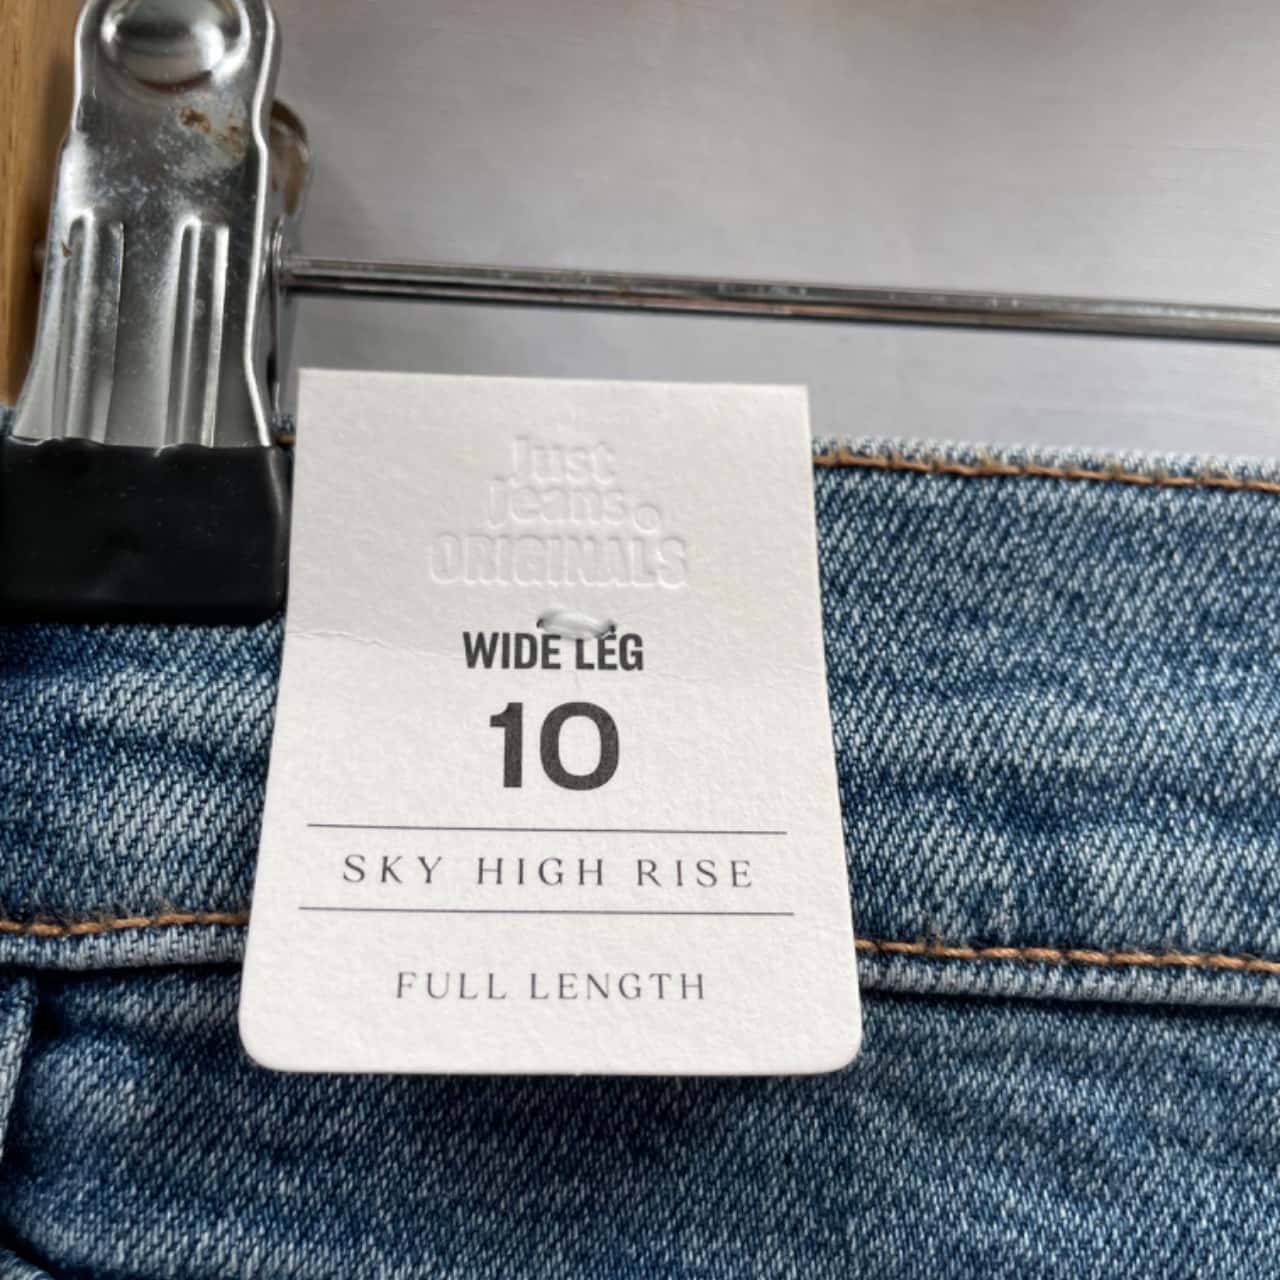 Just
Jeans®
ORIGINALS
WIDE LEG
10
SKY HIGH RISE
FULL LENGTH